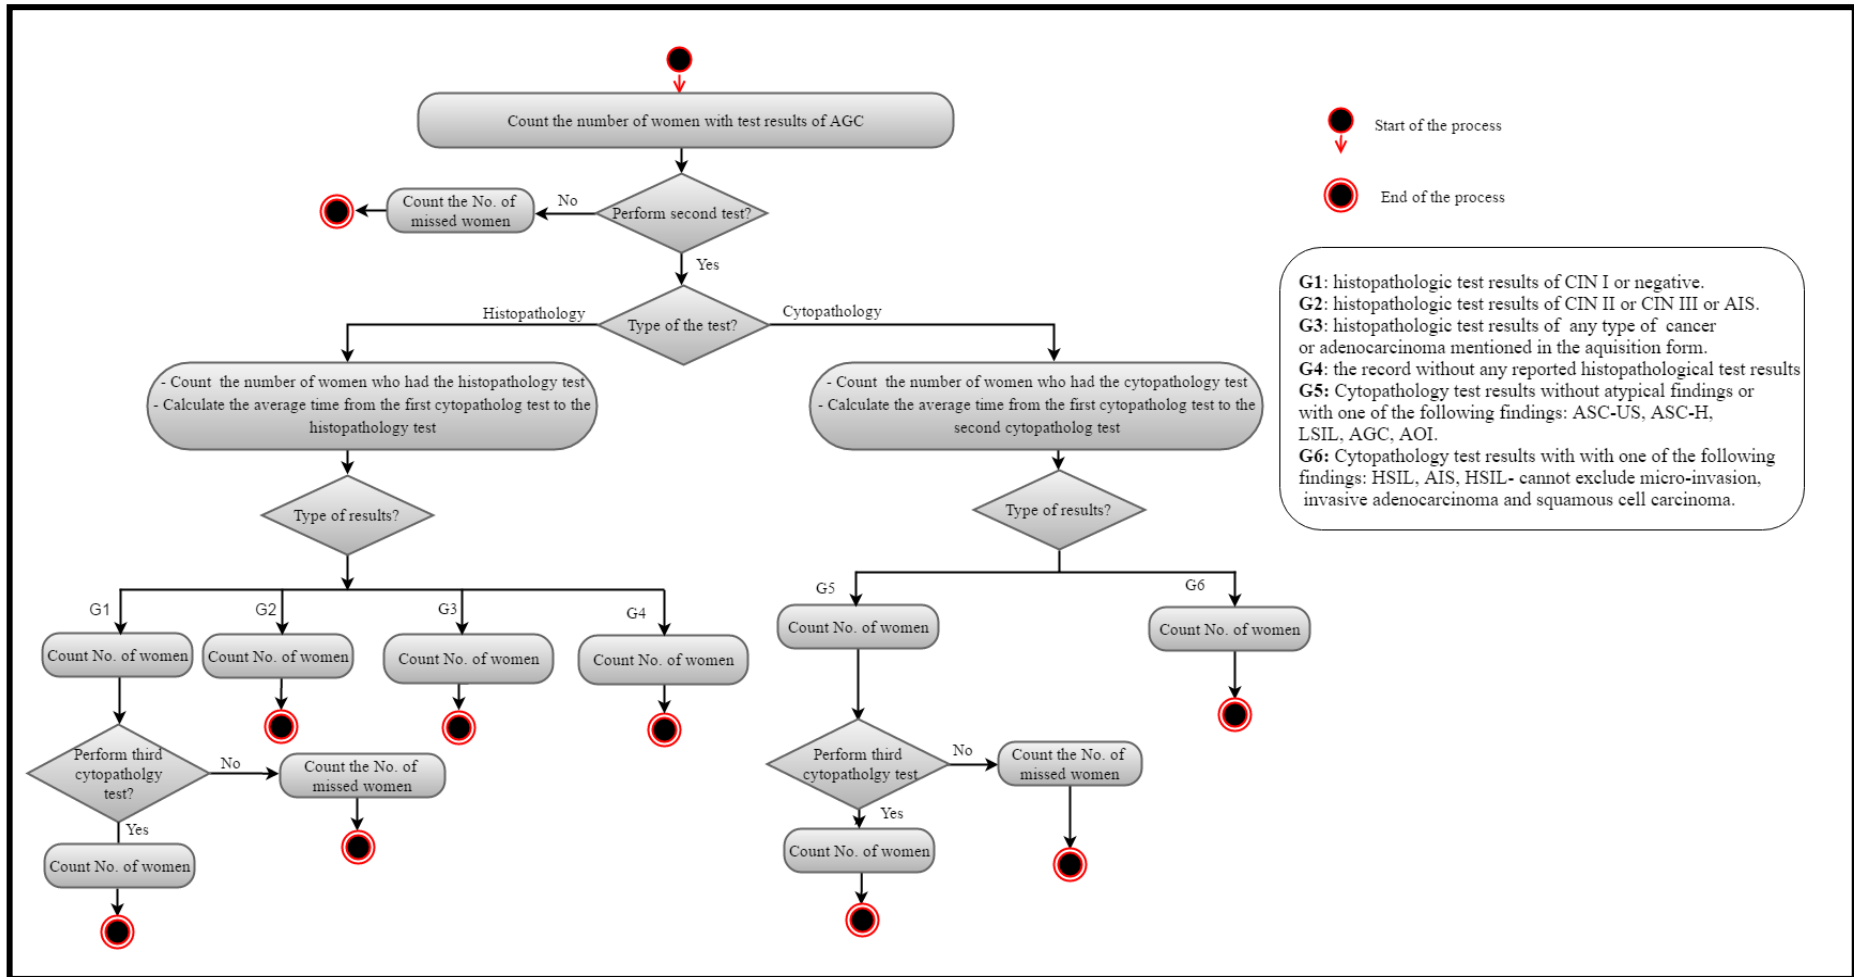 Count the number of women with test results of AGC
Start of the process
Count the No. of
missed women
No
Perform second test?
End of the process
Yes
Histopathology
Type of the test?
Cytopathology
- Count  the number of women who had the histopathology test
- Calculate the average time from the first cytopatholog test to the
histopathology test
- Count  the number of women who had the cytopathology test
- Calculate the average time from the first cytopatholog test to the
second cytopatholog test
G1: histopathologic test results of CIN I or negative.
G2: histopathologic test results of CIN II or CIN III or AIS.
G3: histopathologic test results of  any type of  cancer
or adenocarcinoma mentioned in the aquisition form.
G4: the record without any reported histopathological test results
G5: Cytopathology test results without atypical findings or
with one of the following findings: ASC-US, ASC-H,
LSIL, AGC, AOI.
G6: Cytopathology test results with with one of the following
findings: HSIL, AIS, HSIL- cannot exclude micro-invasion,
invasive adenocarcinoma and squamous cell carcinoma.
Type of results?
Type of results?
G1
G2
G3
G4
G5
G6
Count No. of women
Count No. of women
Count No. of women
Count No. of women
Count No. of women
Count No. of women
Perform third
cytopatholgy
test?
No
Count the No. of
missed women
Yes
Count No. of women
Perform third
cytopatholgy test
No
Count the No. of
missed women
Yes
Count No. of women